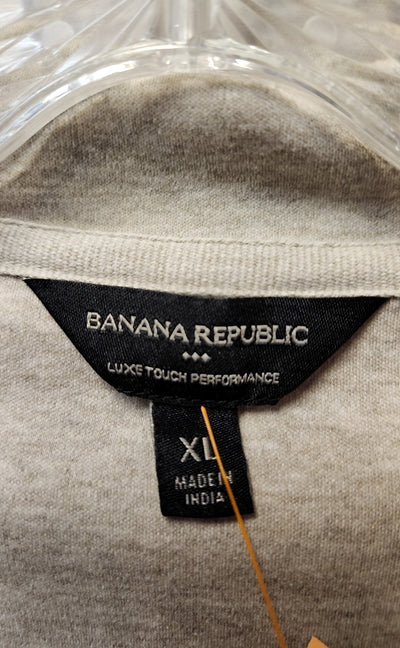 BANANA REPUBLIC
LUXE TOUCH PERFORMANCE
XL
MADE IN
INDIA